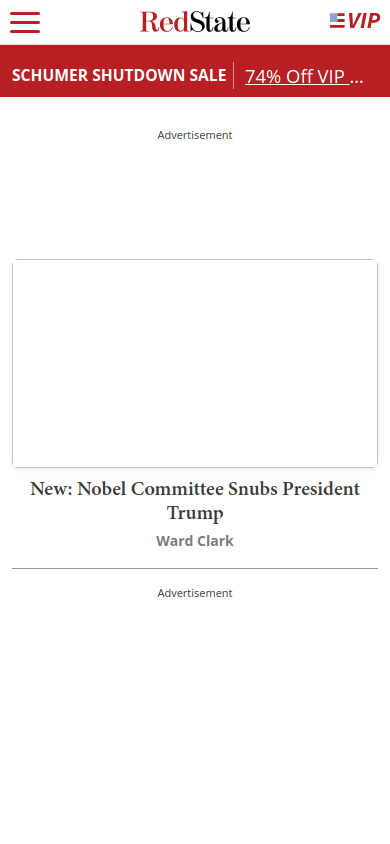 RedState
VIP
SCHUMER SHUTDOWN SALE
74% Off VIP ...
Advertisement
New: Nobel Committee Snubs President
Trump
Ward Clark
Advertisement